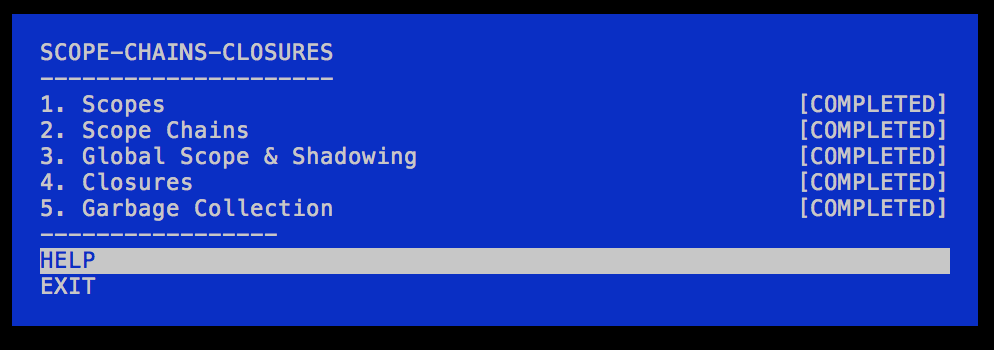 SCOPE-CHAINS-CLOSURES
---------------------
1. Scopes [COMPLETED]
2. Scope Chains [COMPLETED]
3. Global Scope & Shadowing [COMPLETED]
4. Closures [COMPLETED]
5. Garbage Collection [COMPLETED]
-----------------
HELP
EXIT